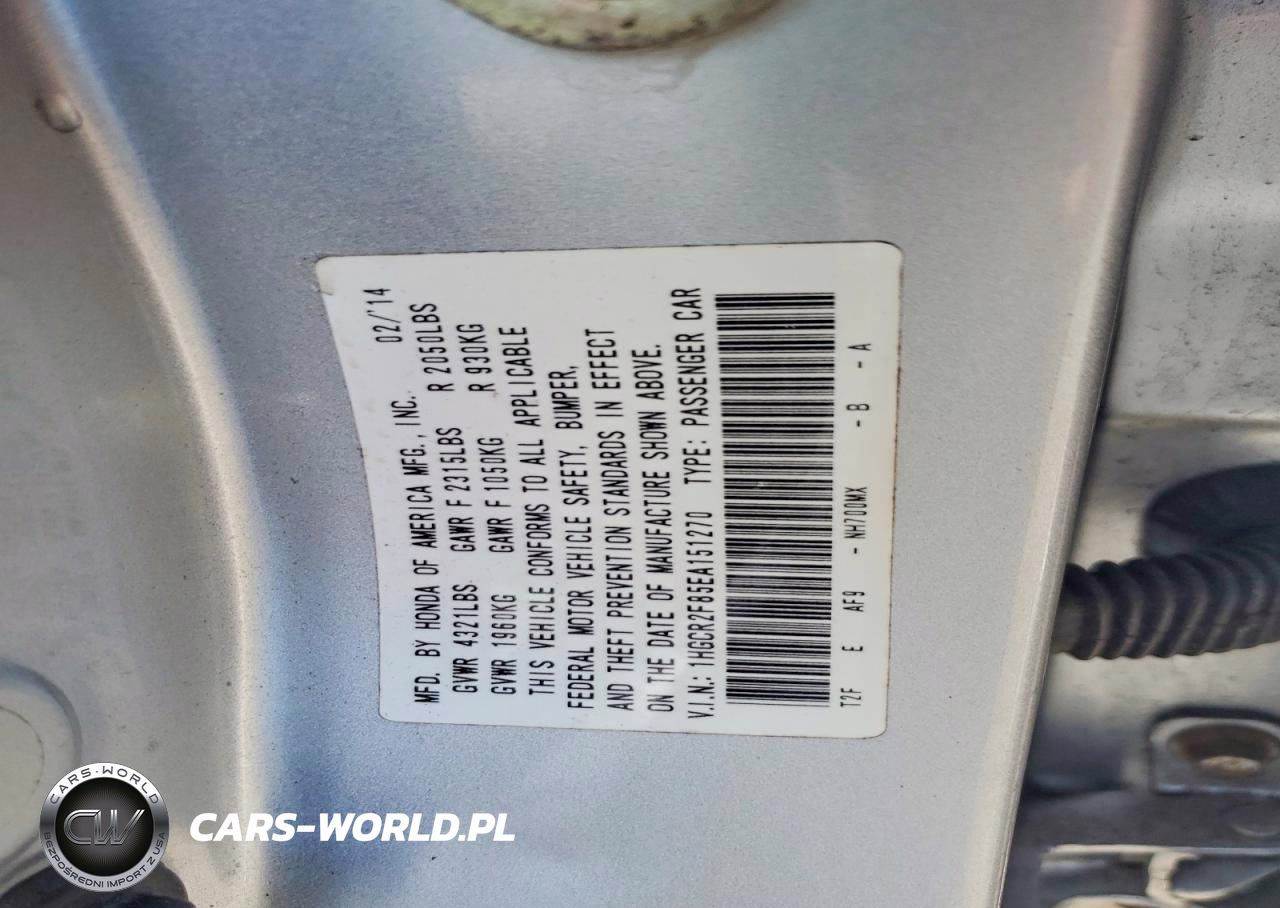 MFD. BY HONDA OF AMERICA MFG., INC. 02/'14
GVWR 4321LBS GAWR F 2315LBS R 2050LBS
GVWR 1960KG GAWR F 1050KG R 930KG
THIS VEHICLE CONFORMS TO ALL APPLICABLE
FEDERAL MOTOR VEHICLE SAFETY, BUMPER,
AND THEFT PREVENTION STANDARDS IN EFFECT
ON THE DATE OF MANUFACTURE SHOWN ABOVE.
V.I.N.: 1HGCR2F85EA151270 TYPE: PASSENGER CAR
T2F E AF9 - NH700MX - B - A
CARS-WORLD
CW
BEZPOŚREDNI IMPORT Z USA
CARS-WORLD.PL